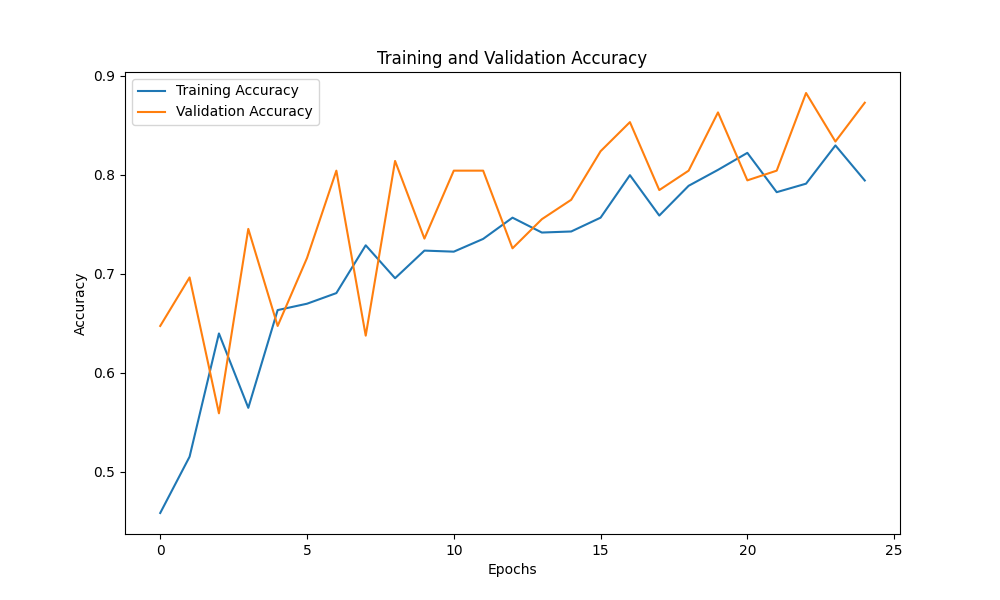 Training and Validation Accuracy
Training Accuracy
Validation Accuracy
Accuracy
0.9
0.8
0.7
0.6
0.5
0 5 10 15 20 25
Epochs